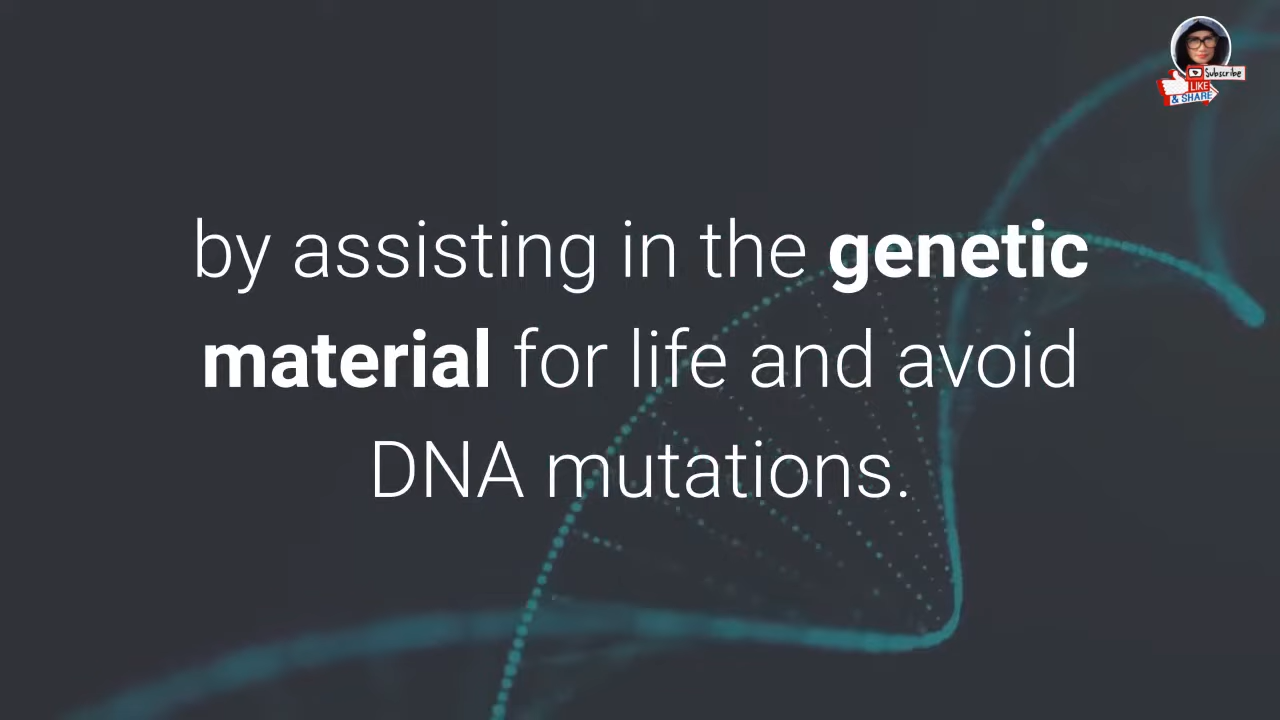 Subscribe
LIKE
& SHARE
by assisting in the genetic
material for life and avoid
DNA mutations.